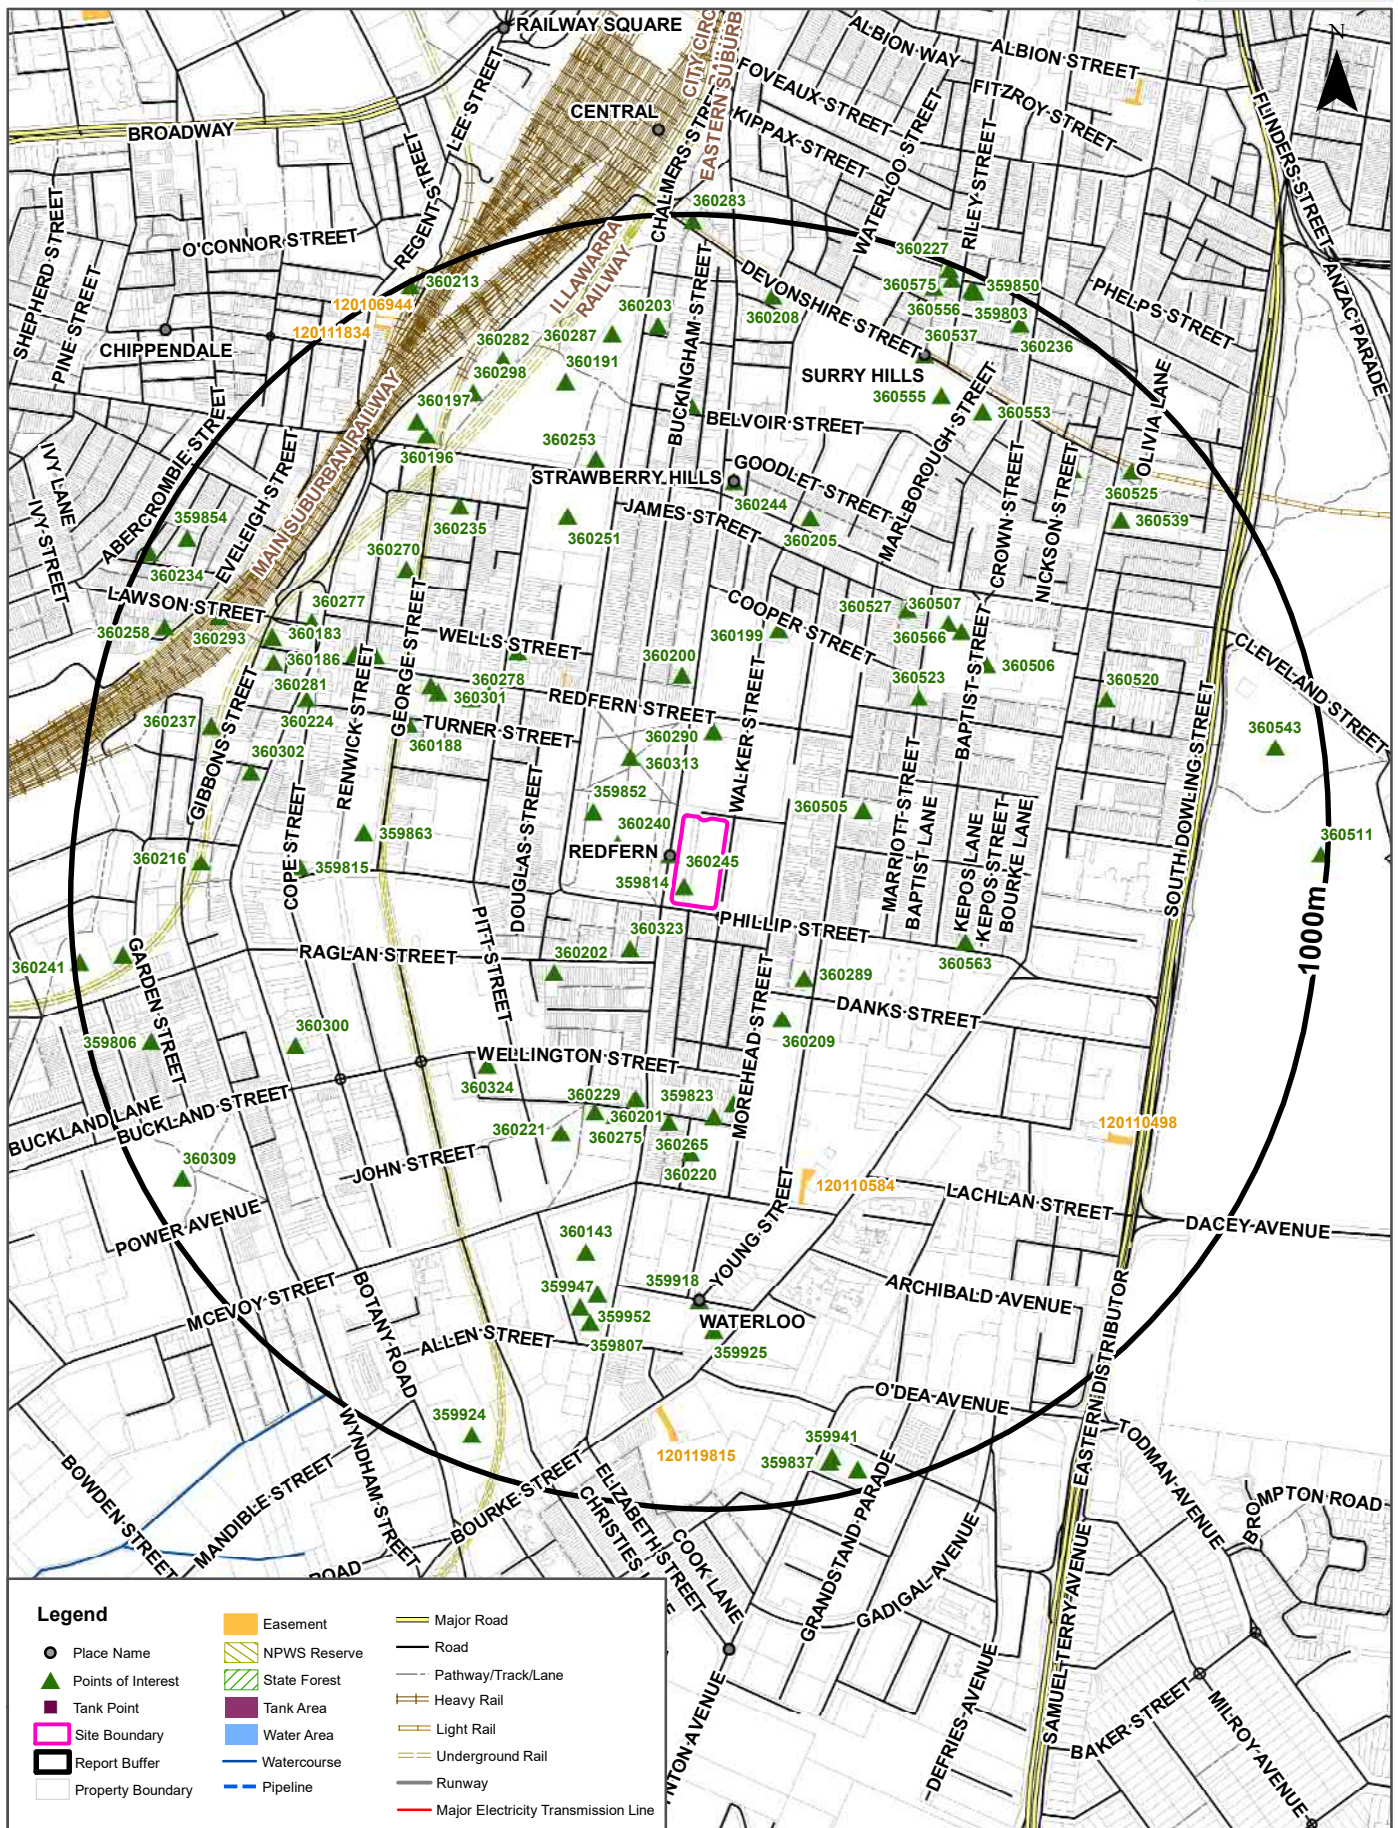 RAILWAY SQUARE
N
ALBION WAY
ALBION STREET
CITY CIRC
EASTERN SUBURB
LEE STREET
FOVEAUX STREET
FITZROY STREET
CENTRAL
KIPPAX STREET
BROADWAY
REGENT STREET
CHALMERS STREET
WATERLOO STREET
RILEY STREET
FLINDERS STREET
SHEPHERD STREET
O'CONNOR STREET
360283
PINE STREET
ILLAWARRA
RAILWAY
360227
ANZAC PARADE
360213
120106944
DEVONSHIRE STREET
360575
359850
PHELPS STREET
120111834
360203
360208
360556
359803
CHIPPENDALE
360282
360287
360537
360236
360298
360191
BUCKINGHAM STREET
SURRY HILLS
360197
360555
360553
OLIVIA LANE
BELVOIR STREET
MAIN SUBURBAN RAILWAY
MARLBOROUGH STREET
IVY LANE
ABERCROMBIE STREET
360196
360253
GOODLET STREET
STRAWBERRY HILLS
EVELEIGH STREET
360244
360525
IVY STREET
359854
360235
JAMES STREET
360205
CROWN STREET
NICKSON STREET
360539
360251
360270
360234
LAWSON STREET
360277
COOPER STREET
360527
360507
360258
360293
360183
WELLS STREET
360199
360566
CLEVELAND STREET
360186
360506
360200
360281
360278
GEORGE STREET
RENWICK STREET
REDFERN STREET
360301
360523
360520
BAPTIST STREET
360224
360237
TURNER STREET
360188
360290
360543
GIBBONS STREET
360302
360313
WALKER STREET
SOUTH DOWLING STREET
359852
360505
MARRIOTT STREET
BAPTIST LANE
COPE STREET
359863
360240
DOUGLAS STREET
KEPOS LANE
KEPOS STREET
BOURKE LANE
360511
REDFERN
360216
359815
360245
359814
PHILLIP STREET
1000m
360323
RAGLAN STREET
360202
PITT STREET
360563
360241
GARDEN STREET
360289
DANKS STREET
MOREHEAD STREET
359806
360300
360209
WELLINGTON STREET
360324
BUCKLAND LANE
BUCKLAND STREET
360229
359823
360201
120110498
360221
360275
360265
JOHN STREET
360220
360309
120110584
LACHLAN STREET
POWER AVENUE
DACEY AVENUE
YOUNG STREET
360143
MCEVOY STREET
BOTANY ROAD
359947
359918
ARCHIBALD AVENUE
359952
WATERLOO
ALLEN STREET
359807
359925
EASTERN DISTRIBUTOR
O'DEA AVENUE
WYNDHAM STREET
359924
359941
359837
TODMAN AVENUE
120119815
BOWDEN STREET
MANDIBLE STREET
BOURKE STREET
ELIZABETH STREET
CHRISTIES L
GRANDSTAND PARADE
BROMPTON ROAD
COOK LANE
GADIGAL AVENUE
SAMUEL TERRY AVENUE
ROAD
DEFRIES AVENUE
BAKER STREET
MILROY AVENUE
NTON AVENUE
Legend
Place Name
Points of Interest
Tank Point
Site Boundary
Report Buffer
Property Boundary
Easement
NPWS Reserve
State Forest
Tank Area
Water Area
Watercourse
Pipeline
Major Road
Road
Pathway/Track/Lane
Heavy Rail
Light Rail
Underground Rail
Runway
Major Electricity Transmission Line